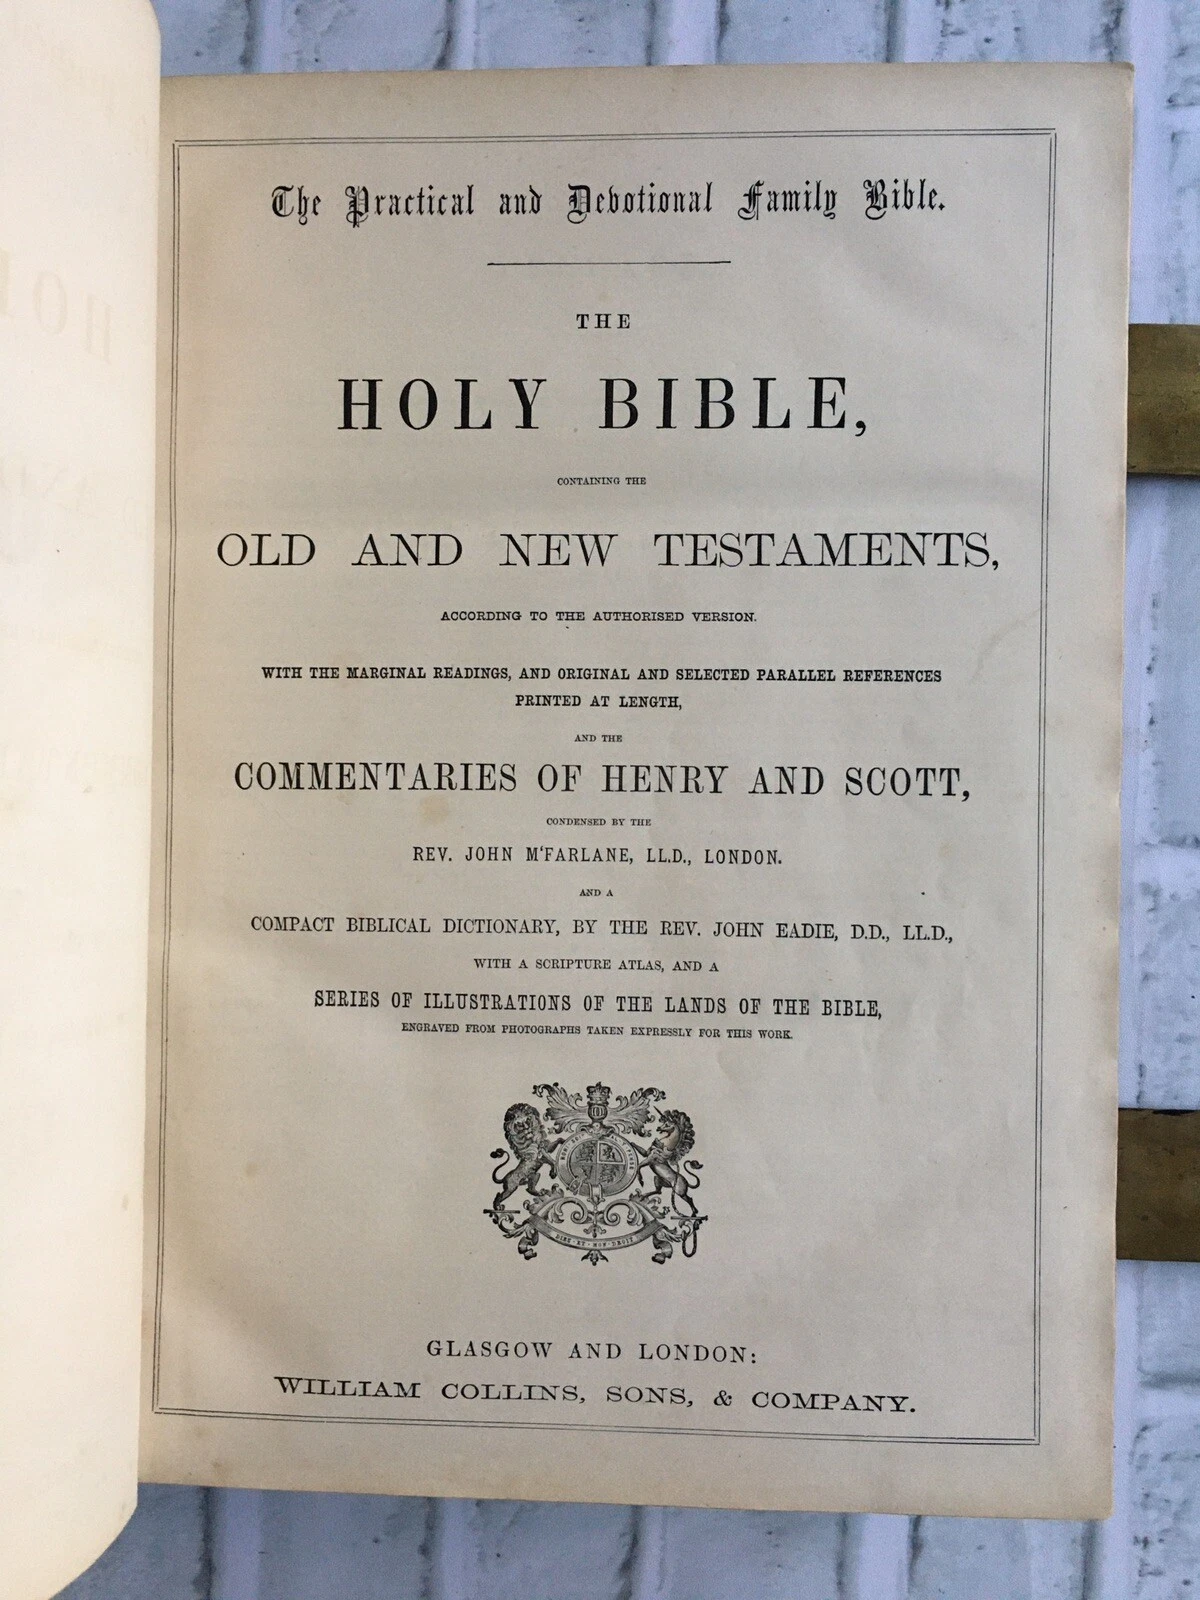 The Practical and Devotional Family Bible.
THE
HOLY BIBLE,
CONTAINING THE
OLD AND NEW TESTAMENTS,
ACCORDING TO THE AUTHORISED VERSION.
WITH THE MARGINAL READINGS, AND ORIGINAL AND SELECTED PARALLEL REFERENCES
PRINTED AT LENGTH,
AND THE
COMMENTARIES OF HENRY AND SCOTT,
CONDENSED BY THE
REV. JOHN M‘FARLANE, LL.D., LONDON.
AND A
COMPACT BIBLICAL DICTIONARY, BY THE REV. JOHN EADIE, D.D., LL.D.,
WITH A SCRIPTURE ATLAS, AND A
SERIES OF ILLUSTRATIONS OF THE LANDS OF THE BIBLE,
ENGRAVED FROM PHOTOGRAPHS TAKEN EXPRESSLY FOR THIS WORK.
DIEU · ET · MON · DROIT
GLASGOW AND LONDON:
WILLIAM COLLINS, SONS, & COMPANY.